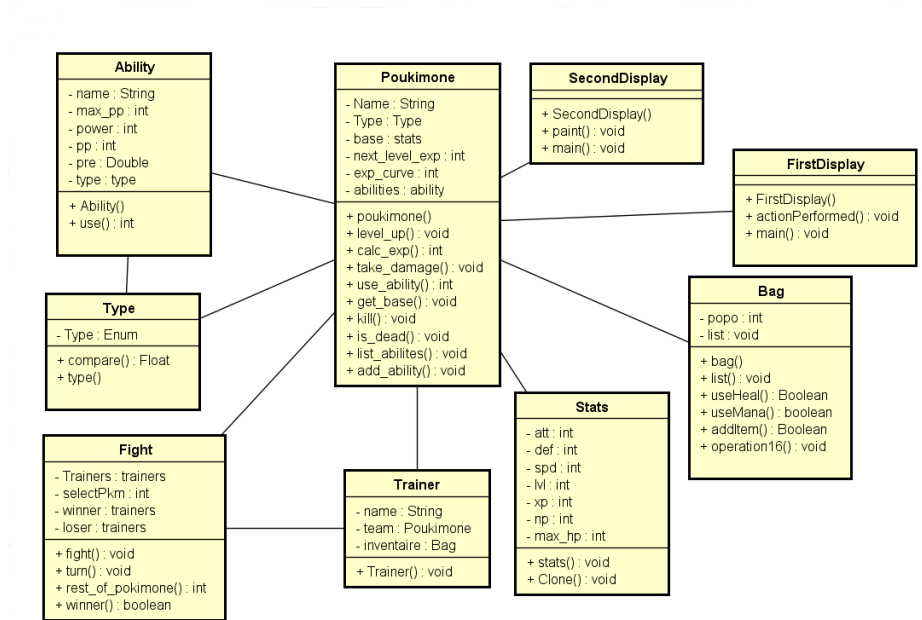 Ability
- name : String
- max_pp : int
- power : int
- pp : int
- pre : Double
- type : type
+ Ability()
+ use() : int
Poukimone
- Name : String
- Type : Type
- base : stats
- next_level_exp : int
- exp_curve : int
- abilities : ability
+ poukimone()
+ level_up() : void
+ calc_exp() : int
+ take_damage() : void
+ use_ability() : int
+ get_base() : void
+ kill() : void
+ is_dead() : void
+ list_abilites() : void
+ add_ability() : void
SecondDisplay
+ SecondDisplay()
+ paint() : void
+ main() : void
FirstDisplay
+ FirstDisplay()
+ actionPerformed() : void
+ main() : void
Type
- Type : Enum
+ compare() : Float
+ type()
Bag
- popo : int
- list : void
+ bag()
+ list() : void
+ useHeal() : Boolean
+ useMana() : boolean
+ addItem() : Boolean
+ operation16() : void
Fight
- Trainers : trainers
- selectPkm : int
- winner : trainers
- loser : trainers
+ fight() : void
+ turn() : void
+ rest_of_pokimone() : int
+ winner() : boolean
Trainer
- name : String
- team : Poukimone
- inventaire : Bag
+ Trainer() : void
Stats
- att : int
- def : int
- spd : int
- lvl : int
- xp : int
- np : int
- max_hp : int
+ stats() : void
+ Clone() : void